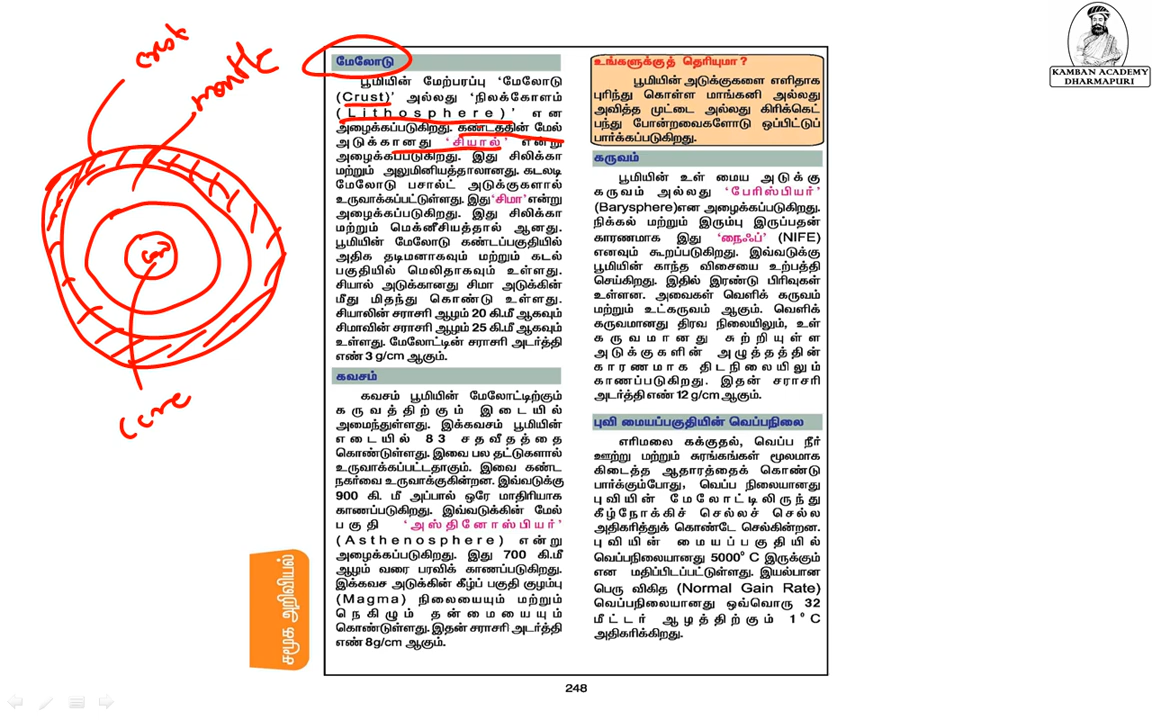 crust
mantle
core
core
மேலோடு
பூமியின் மேற்பரப்பு 'மேலோடு
(Crust)' அல்லது 'நிலக்கோளம்
(Lithosphere)' என
அழைக்கப்படுகிறது. கண்டததின் மேல்
அடுக்கானது 'சியால்' என்று
அழைக்கப்படுகிறது. இது சிலிக்கா
மற்றும் அலுமினியத்தாலானது. கடலடி
மேலோடு பசால்ட் அடுக்குகளால்
உருவாக்கப்பட்டுள்ளது. இது 'சிமா' என்று
அழைக்கப்படுகிறது. இது சிலிக்கா
மற்றும் மெக்னீசியத்தால் ஆனது.
பூமியின் மேலோடு கண்டப்பகுதியில்
அதிக தடிமனாகவும் மற்றும் கடல்
பகுதியில் மெலிதாகவும் உள்ளது.
சியால் அடுக்கானது சிமா அடுக்கின்
மீது மிதந்து கொண்டு உள்ளது.
சியாலின் சராசரி ஆழம் 20 கி.மீ ஆகவும்
சிமாவின் சராசரி ஆழம் 25 கி.மீ ஆகவும்
உள்ளது. மேலோட்டின் சராசரி அடர்த்தி
எண் 3 g/cm ஆகும்.
கவசம்
கவசம் பூமியின் மேலோட்டிற்கும்
கருவத்திற்கும் இடையில்
அமைந்துள்ளது. இக்கவசம் பூமியின்
எடையில் 83 சதவீதத்தை
கொண்டுள்ளது. இவை பல தட்டுகளால்
உருவாக்கப்பட்டதாகும். இவை கண்ட
நகர்வை உருவாக்குகின்றன. இவ்வடுக்கு
900 கி. மீ அப்பால் ஒரே மாதிரியாக
காணப்படுகிறது. இவ்வடுக்கின் மேல்
பகுதி 'அஸ்தினோஸ்பியர்'
(Asthenosphere) என்று
அழைக்கப்படுகிறது. இது 700 கி.மீ
ஆழம் வரை பரவிக் காணப்படுகிறது.
இக்கவச அடுக்கின் கீழ்ப் பகுதி குழம்பு
(Magma) நிலையையும் மற்றும்
நெகிழும் தன்மையையும்
கொண்டுள்ளது. இதன் சராசரி அடர்த்தி
எண் 8g/cm ஆகும்.
உங்களுக்குத் தெரியுமா?
பூமியின் அடுக்குகளை எளிதாக
புரிந்து கொள்ள மாங்கனி அல்லது
அவித்த முட்டை அல்லது கிரிக்கெட்
பந்து போன்றவைகளோடு ஒப்பிட்டுப்
பார்க்கப்படுகிறது.
கருவம்
பூமியின் உள் மைய அடுக்கு
கருவம் அல்லது 'பேரிஸ்பியர்'
(Barysphere)என அழைக்கப்படுகிறது.
நிக்கல் மற்றும் இரும்பு இருப்பதன்
காரணமாக இது 'நைஃப்' (NIFE)
எனவும் கூறப்படுகிறது. இவ்வடுக்கு
பூமியின் காந்த விசையை உற்பத்தி
செய்கிறது. இதில் இரண்டு பிரிவுகள்
உள்ளன. அவைகள் வெளிக் கருவம்
மற்றும் உட்கருவம் ஆகும். வெளிக்
கருவமானது திரவ நிலையிலும், உள்
கருவமானது சுற்றியுள்ள
அடுக்குகளின் அழுத்தத்தின்
காரணமாக திடநிலையிலும்
காணப்படுகிறது. இதன் சராசரி
அடர்த்தி எண் 12 g/cm ஆகும்.
புவி மையப்பகுதியின் வெப்பநிலை
எரிமலை கக்குதல், வெப்ப நீர்
ஊற்று மற்றும் சுரங்கங்கள் மூலமாக
கிடைத்த ஆதாரத்தைக் கொண்டு
பார்க்கும்போது, வெப்ப நிலையானது
புவியின் மேலோட்டிலிருந்து
கீழ்நோக்கிச் செல்லச் செல்ல
அதிகரித்துக் கொண்டே செல்கின்றன.
புவியின் மையப்பகுதியில்
வெப்பநிலையானது 5000° C இருக்கும்
என மதிப்பிடப்பட்டுள்ளது. இயல்பான
பெரு விகித (Normal Gain Rate)
வெப்பநிலையானது ஒவ்வொரு 32
மீட்டர் ஆழத்திற்கும் 1°C
அதிகரிக்கிறது.
சமூக அறிவியல்
248
KAMBAN ACADEMY
DHARMAPURI